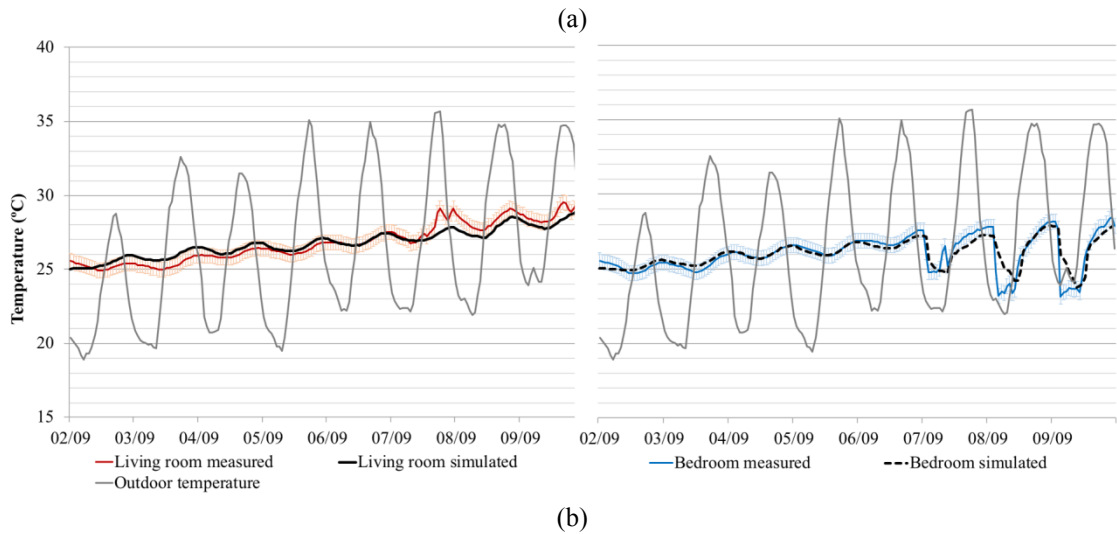 (a)
Temperature (ºC)
40
35
30
25
20
15
02/09 03/09 04/09 05/09 06/09 07/09 08/09 09/09
02/09 03/09 04/09 05/09 06/09 07/09 08/09 09/09
Living room measured Living room simulated
Outdoor temperature
Bedroom measured Bedroom simulated
(b)